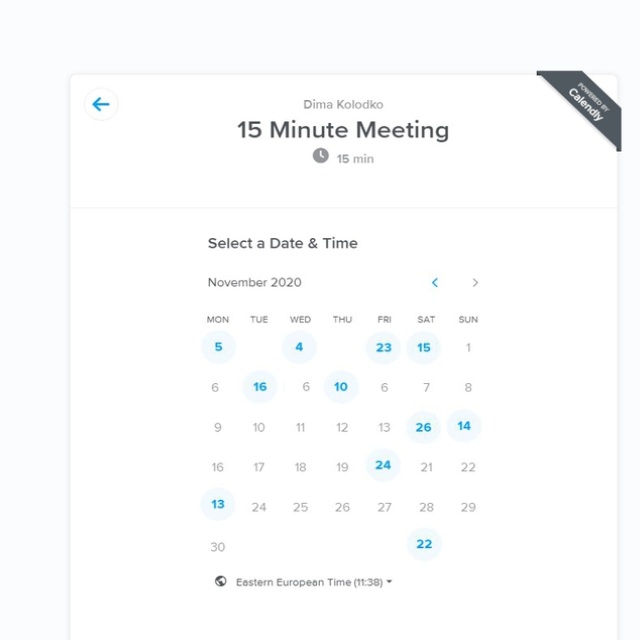 POWERED BY
Calendly
Dima Kolodko
15 Minute Meeting
15 min
Select a Date & Time
November 2020
MON TUE WED THU FRI SAT SUN
5 4 23 15 1
6 16 6 10 6 7 8
9 10 11 12 13 26 14
16 17 18 19 24 21 22
13 24 25 26 27 28 29
30 22
Eastern European Time (11:38)